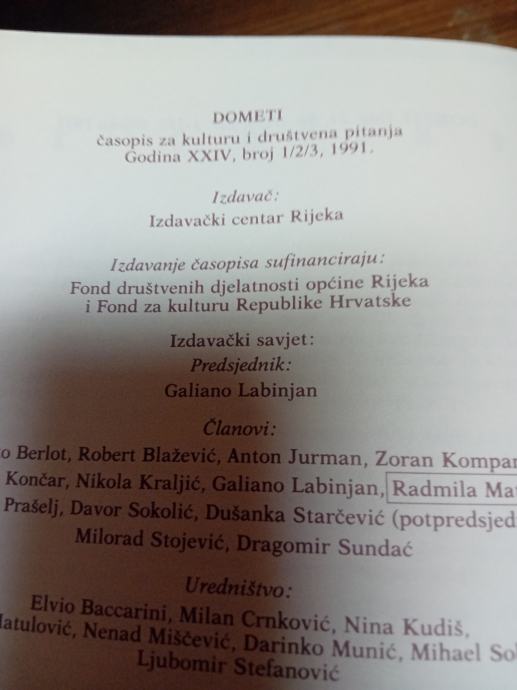 DOMETI
časopis za kulturu i društvena pitanja
Godina XXIV, broj 1/2/3, 1991.
Izdavač:
Izdavački centar Rijeka
Izdavanje časopisa sufinanciraju:
Fond društvenih djelatnosti općine Rijeka
i Fond za kulturu Republike Hrvatske
Izdavački savjet:
Predsjednik:
Galiano Labinjan
Članovi:
Berlot, Robert Blažević, Anton Jurman, Zoran
Končar, Nikola Kraljić, Galiano Labinjan, Radmila
Prašelj, Davor Sokolić, Dušanka Starčević
Milorad Stojević, Dragomir Sundać
Uredništvo:
Elvio Baccarini, Milan Crnković, Nina Kudiš,
Nenad Miščević, Darinko Munić, Mihael
Ljubomir Stefanović